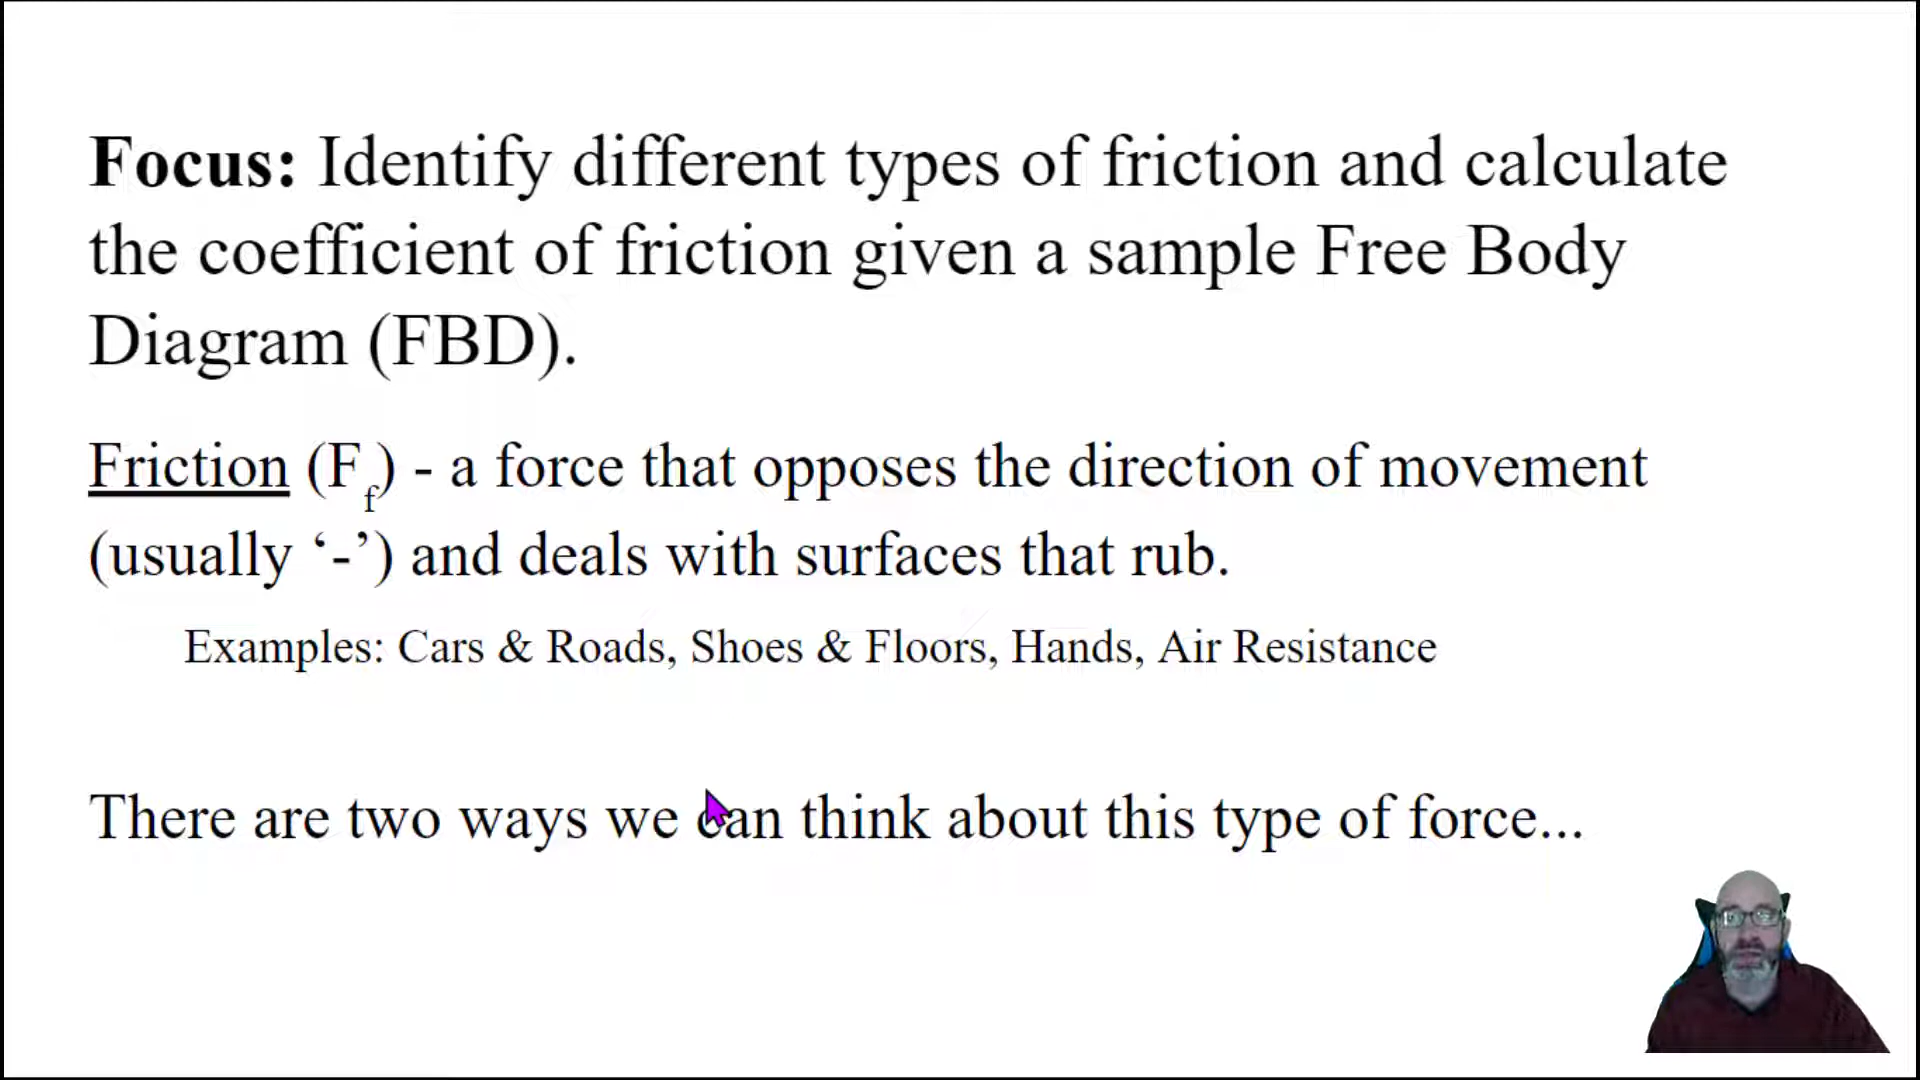 Focus: Identify different types of friction and calculate
the coefficient of friction given a sample Free Body
Diagram (FBD).
Friction (Ff) - a force that opposes the direction of movement
(usually ‘-’) and deals with surfaces that rub.
Examples: Cars & Roads, Shoes & Floors, Hands, Air Resistance
There are two ways we can think about this type of force...